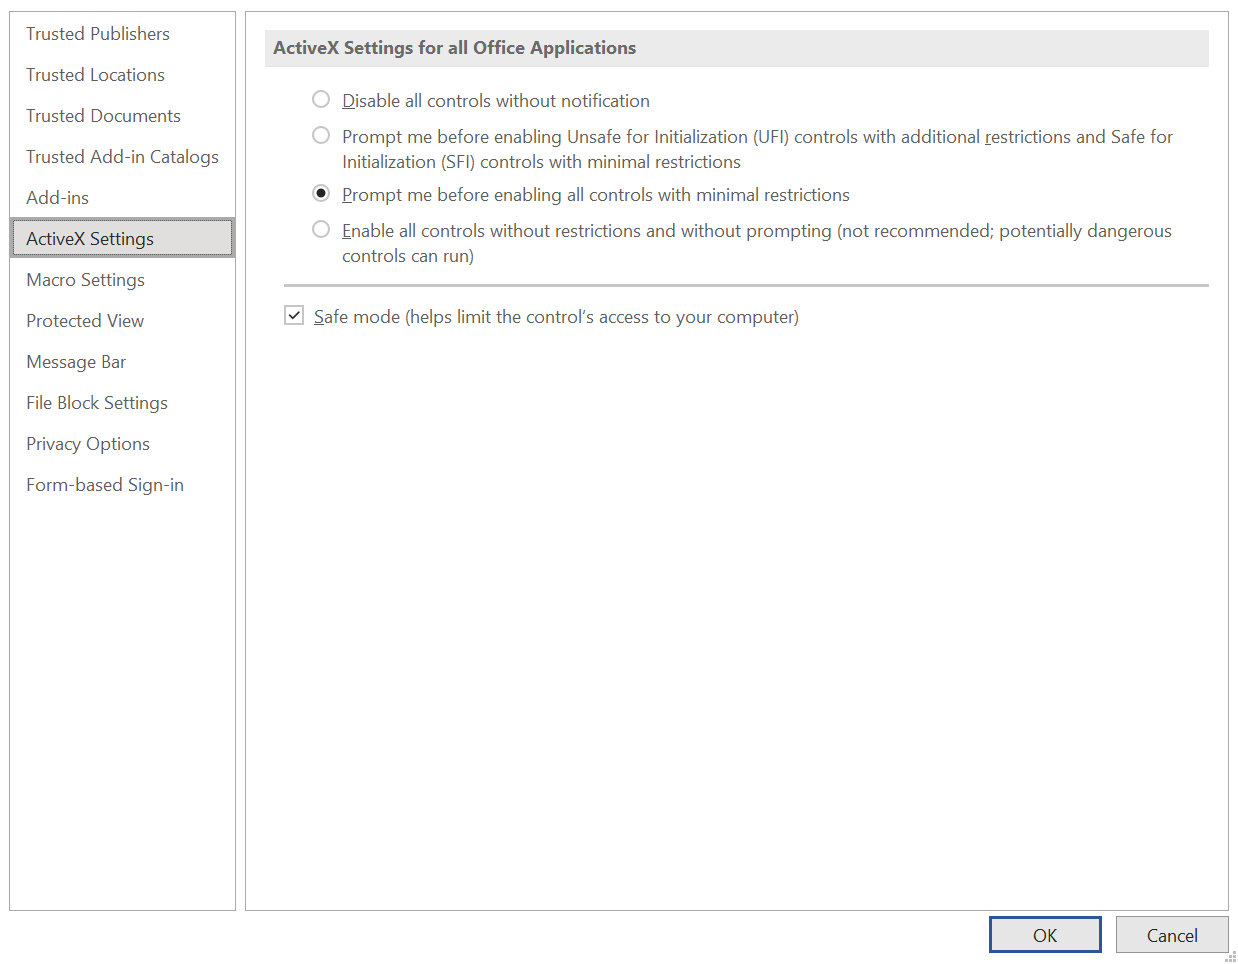 Trusted Publishers
Trusted Locations
Trusted Documents
Trusted Add-in Catalogs
Add-ins
ActiveX Settings
Macro Settings
Protected View
Message Bar
File Block Settings
Privacy Options
Form-based Sign-in
ActiveX Settings for all Office Applications
Disable all controls without notification
Prompt me before enabling Unsafe for Initialization (UFI) controls with additional restrictions and Safe for
Initialization (SFI) controls with minimal restrictions
Prompt me before enabling all controls with minimal restrictions
Enable all controls without restrictions and without prompting (not recommended; potentially dangerous
controls can run)
Safe mode (helps limit the control's access to your computer)
OK
Cancel